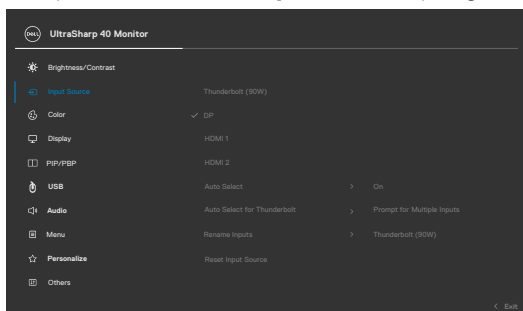 DELL UltraSharp 40 Monitor
Brightness/Contrast
Input Source Thunderbolt (90W)
Color DP
Display HDMI 1
PIP/PBP HDMI 2
USB Auto Select > On
Audio Auto Select for Thunderbolt > Prompt for Multiple Inputs
Menu Rename Inputs > Thunderbolt (90W)
Personalize Reset Input Source
Others
< Exit